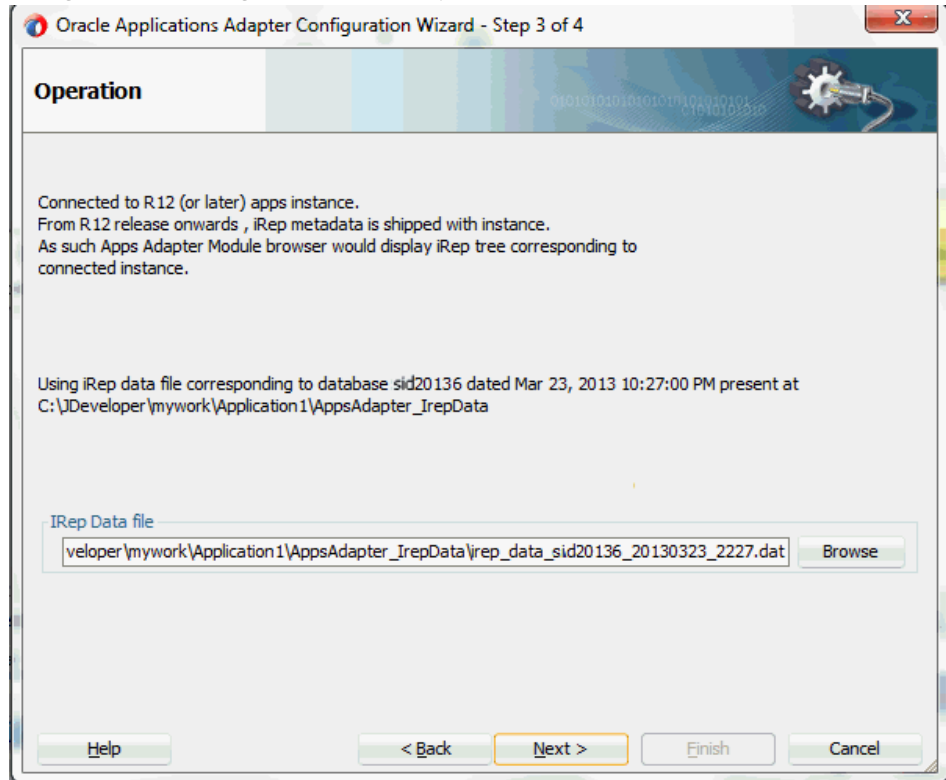 Oracle Applications Adapter Configuration Wizard - Step 3 of 4
Operation
Connected to R12 (or later) apps instance.
From R12 release onwards , iRep metadata is shipped with instance.
As such Apps Adapter Module browser would display iRep tree corresponding to
connected instance.
Using iRep data file corresponding to database sid20136 dated Mar 23, 2013 10:27:00 PM present at
C:\JDeveloper\mywork\Application1\AppsAdapter_IrepData
IRep Data file
veloper\mywork\Application1\AppsAdapter_IrepData\irep_data_sid20136_20130323_2227.dat Browse
Help < Back Next > Finish Cancel